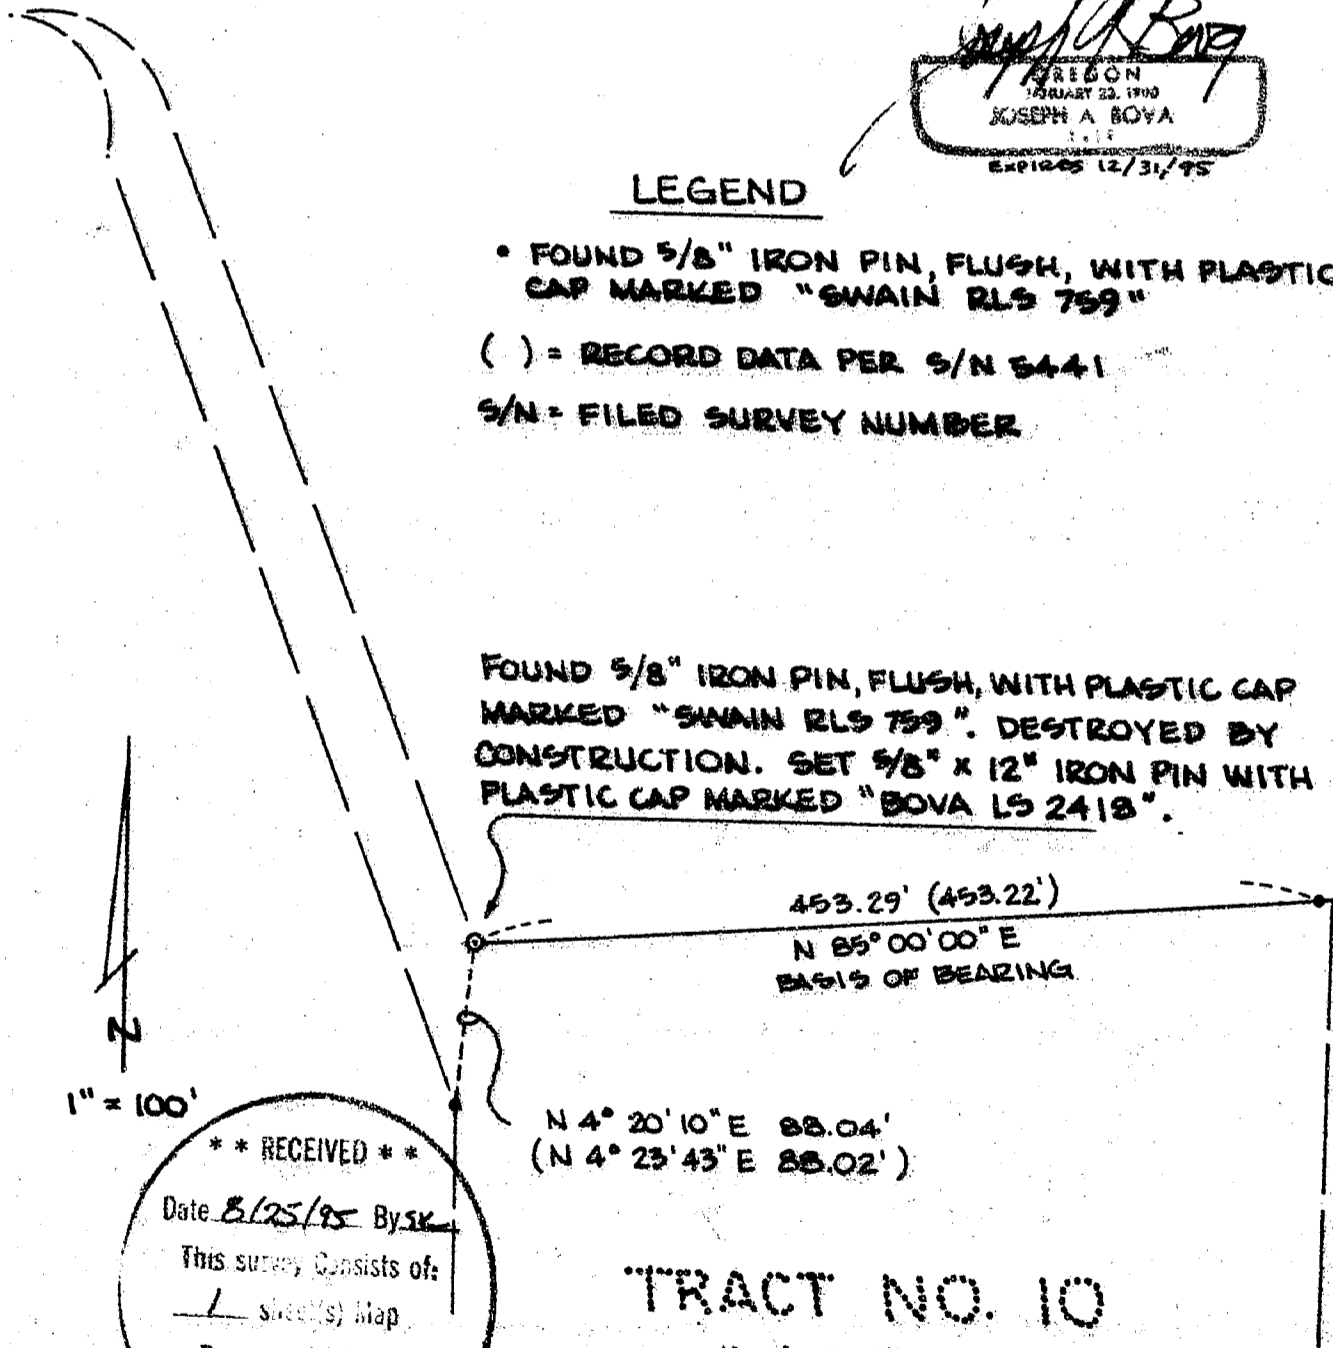 OREGON
JOSEPH A BOVA
EXPIRES 12/31/95
LEGEND
• FOUND 5/8" IRON PIN, FLUSH, WITH PLASTIC
CAP MARKED "SWAIN RLS 759"
( ) = RECORD DATA PER S/N 5441
S/N = FILED SURVEY NUMBER
FOUND 5/8" IRON PIN, FLUSH, WITH PLASTIC CAP
MARKED "SWAIN RLS 759". DESTROYED BY
CONSTRUCTION. SET 5/8" x 12" IRON PIN WITH
PLASTIC CAP MARKED "BOVA LS 2418".
453.29' (453.22')
N 85° 00' 00" E
BASIS OF BEARING
N
1" = 100'
N 4° 20' 10" E 88.04'
(N 4° 23' 43" E 88.02')
* * RECEIVED * *
Date 8/25/95 By SK
This survey Consists of:
1 sheet(s) Map
TRACT NO. 10